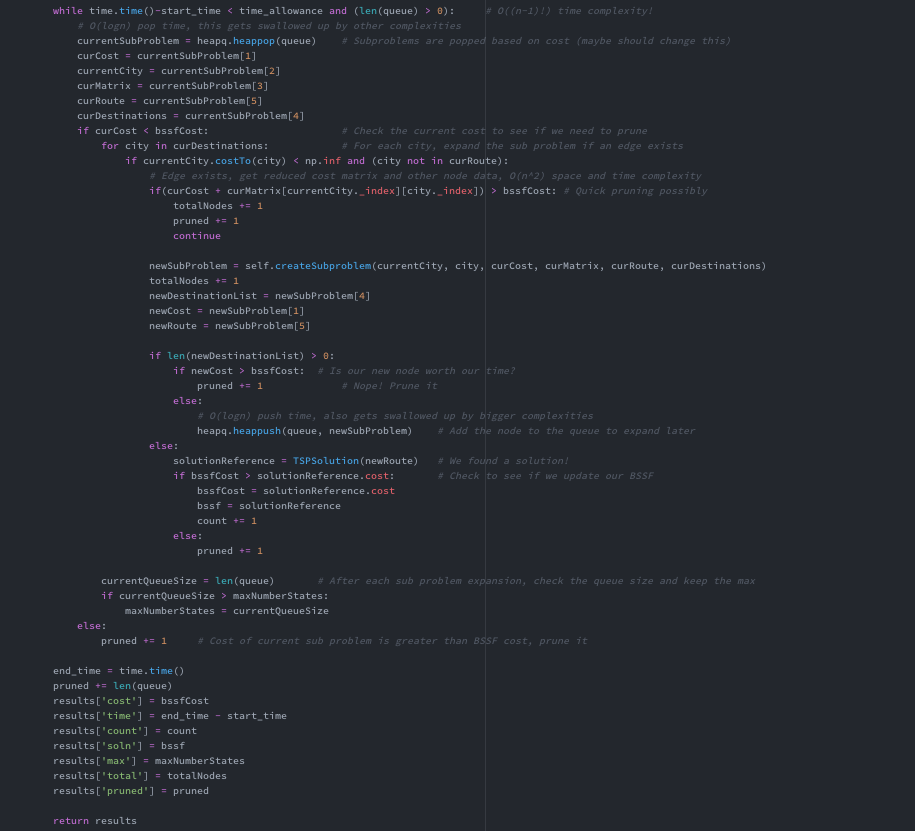 while time.time()-start_time < time_allowance and (len(queue) > 0):     # O((n-1)!) time complexity!
    # O(logn) pop time, this gets swallowed up by other complexities
    currentSubProblem = heapq.heappop(queue)    # Subproblems are popped based on cost (maybe should change this)
    curCost = currentSubProblem[1]
    currentCity = currentSubProblem[2]
    curMatrix = currentSubProblem[3]
    curRoute = currentSubProblem[5]
    curDestinations = currentSubProblem[4]
    if curCost < bssfCost:                      # Check the current cost to see if we need to prune
        for city in curDestinations:            # For each city, expand the sub problem if an edge exists
            if currentCity.costTo(city) < np.inf and (city not in curRoute):
                # Edge exists, get reduced cost matrix and other node data, O(n^2) space and time complexity
                if(curCost + curMatrix[currentCity._index][city._index]) > bssfCost: # Quick pruning possibly
                    totalNodes += 1
                    pruned += 1
                    continue

                newSubProblem = self.createSubproblem(currentCity, city, curCost, curMatrix, curRoute, curDestinations)
                totalNodes += 1
                newDestinationList = newSubProblem[4]
                newCost = newSubProblem[1]
                newRoute = newSubProblem[5]

                if len(newDestinationList) > 0:
                    if newCost > bssfCost:  # Is our new node worth our time?
                        pruned += 1             # Nope! Prune it
                    else:
                        # O(logn) push time, also gets swallowed up by bigger complexities
                        heapq.heappush(queue, newSubProblem)    # Add the node to the queue to expand later
                else:
                    solutionReference = TSPSolution(newRoute)   # We found a solution!
                    if bssfCost > solutionReference.cost:       # Check to see if we update our BSSF
                        bssfCost = solutionReference.cost
                        bssf = solutionReference
                        count += 1
                    else:
                        pruned += 1

        currentQueueSize = len(queue)       # After each sub problem expansion, check the queue size and keep the max
        if currentQueueSize > maxNumberStates:
            maxNumberStates = currentQueueSize
    else:
        pruned += 1     # Cost of current sub problem is greater than BSSF cost, prune it

end_time = time.time()
pruned += len(queue)
results['cost'] = bssfCost
results['time'] = end_time - start_time
results['count'] = count
results['soln'] = bssf
results['max'] = maxNumberStates
results['total'] = totalNodes
results['pruned'] = pruned

return results